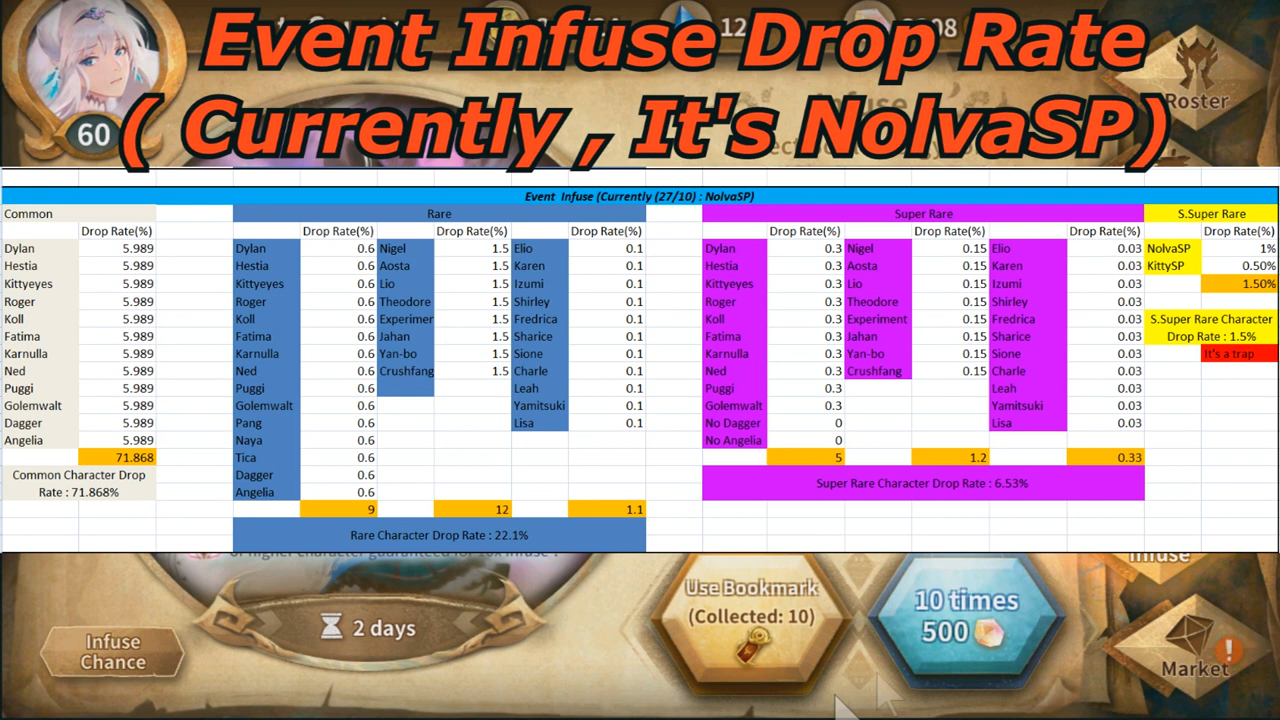 Event Infuse Drop Rate
( Currently , It's NolvaSP)
60
Roster
Event Infuse (Currently (27/10) : NolvaSP)
Common Rare Super Rare S.Super Rare
Drop Rate(%) Drop Rate(%) Drop Rate(%) Drop Rate(%) Drop Rate(%) Drop Rate(%) Drop Rate(%) Drop Rate(%)
Dylan 5.989 Dylan 0.6 Nigel 1.5 Elio 0.1 Dylan 0.3 Nigel 0.15 Elio 0.03 NolvaSP 1%
Hestia 5.989 Hestia 0.6 Aosta 1.5 Karen 0.1 Hestia 0.3 Aosta 0.15 Karen 0.03 KittySP 0.50%
Kittyeyes 5.989 Kittyeyes 0.6 Lio 1.5 Izumi 0.1 Kittyeyes 0.3 Lio 0.15 Izumi 0.03 1.50%
Roger 5.989 Roger 0.6 Theodore 1.5 Shirley 0.1 Roger 0.3 Theodore 0.15 Shirley 0.03
Koll 5.989 Koll 0.6 Experimer 1.5 Fredrica 0.1 Koll 0.3 Experiment 0.15 Fredrica 0.03 S.Super Rare Character
Fatima 5.989 Fatima 0.6 Jahan 1.5 Sharice 0.1 Fatima 0.3 Jahan 0.15 Sharice 0.03 Drop Rate : 1.5%
Karnulla 5.989 Karnulla 0.6 Yan-bo 1.5 Sione 0.1 Karnulla 0.3 Yan-bo 0.15 Sione 0.03 It's a trap
Ned 5.989 Ned 0.6 Crushfang 1.5 Charle 0.1 Ned 0.3 Crushfang 0.15 Charle 0.03
Puggi 5.989 Puggi 0.6 Leah 0.1 Puggi 0.3 Leah 0.03
Golemwalt 5.989 Golemwalt 0.6 Yamitsuki 0.1 Golemwalt 0.3 Yamitsuki 0.03
Dagger 5.989 Pang 0.6 Lisa 0.1 No Dagger 0 Lisa 0.03
Angelia 5.989 Naya 0.6 No Angelia 0
71.868 Tica 0.6 5 1.2 0.33
Common Character Drop Dagger 0.6 Super Rare Character Drop Rate : 6.53%
Rate : 71.868% Angelia 0.6
9 12 1.1
Rare Character Drop Rate : 22.1%
or higher character guaranteed for 10x infuse
Infuse
Use Bookmark
(Collected: 10)
10 times
500
2 days
Infuse
Chance
Market